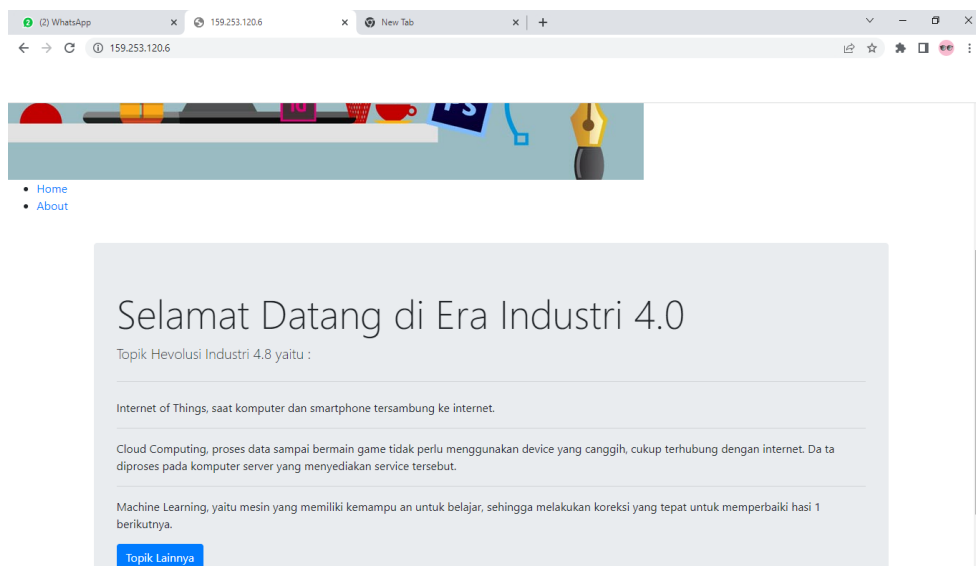 (2) WhatsApp
159.253.120.6
New Tab
159.253.120.6
Id
PS
Home
About
Selamat Datang di Era Industri 4.0
Topik Hevolusi Industri 4.8 yaitu :
Internet of Things, saat komputer dan smartphone tersambung ke internet.
Cloud Computing, proses data sampai bermain game tidak perlu menggunakan device yang canggih, cukup terhubung dengan internet. Da ta
diproses pada komputer server yang menyediakan service tersebut.
Machine Learning, yaitu mesin yang memiliki kemampu an untuk belajar, sehingga melakukan koreksi yang tepat untuk memperbaiki hasi 1
berikutnya.
Topik Lainnya